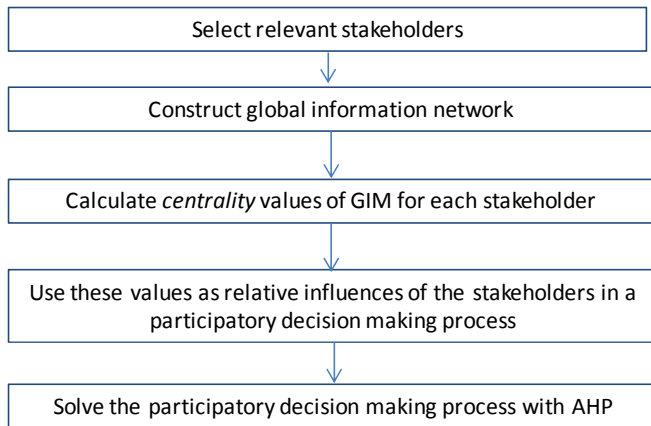 Select relevant stakeholders
Construct global information network
Calculate centrality values of GIM for each stakeholder
Use these values as relative influences of the stakeholders in a
participatory decision making process
Solve the participatory decision making process with AHP